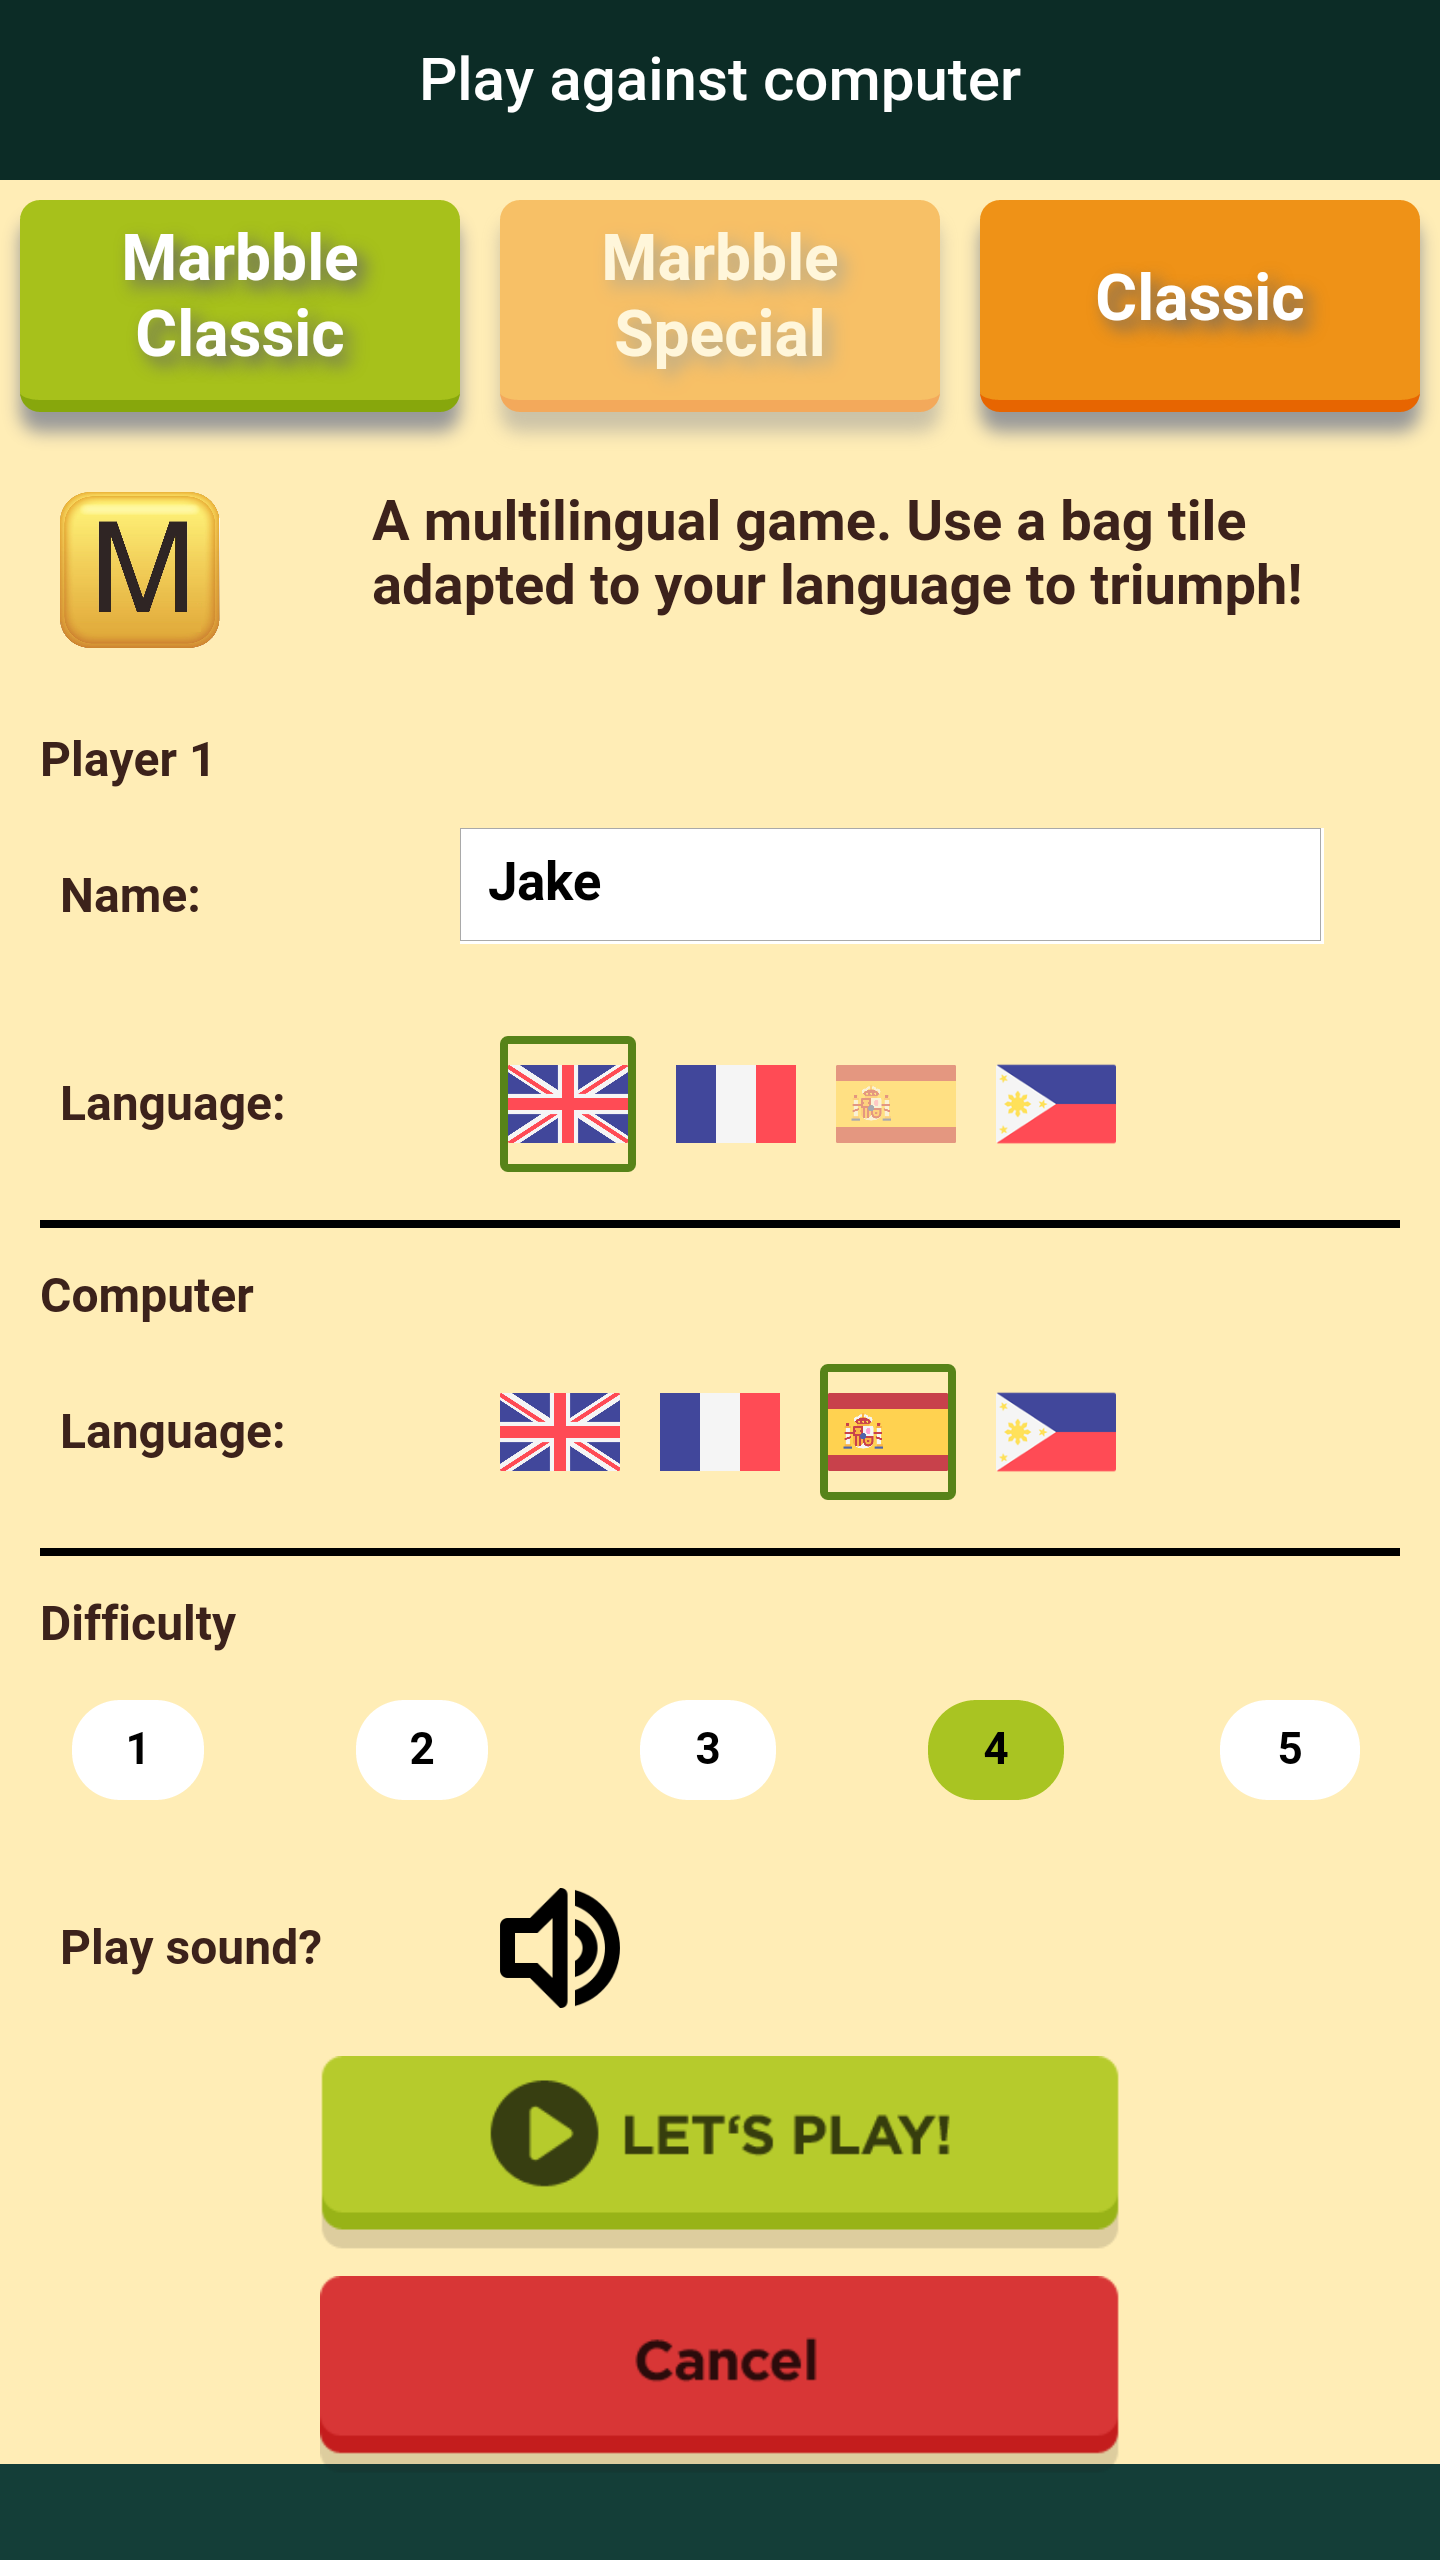 Play against computer
Marbble
Classic
Marbble
Special
Classic
M
A multilingual game. Use a bag tile
adapted to your language to triumph!
Player 1
Name:
Jake
Language:
Computer
Language:
Difficulty
1 2 3 4 5
Play sound?
LET‘S PLAY!
Cancel